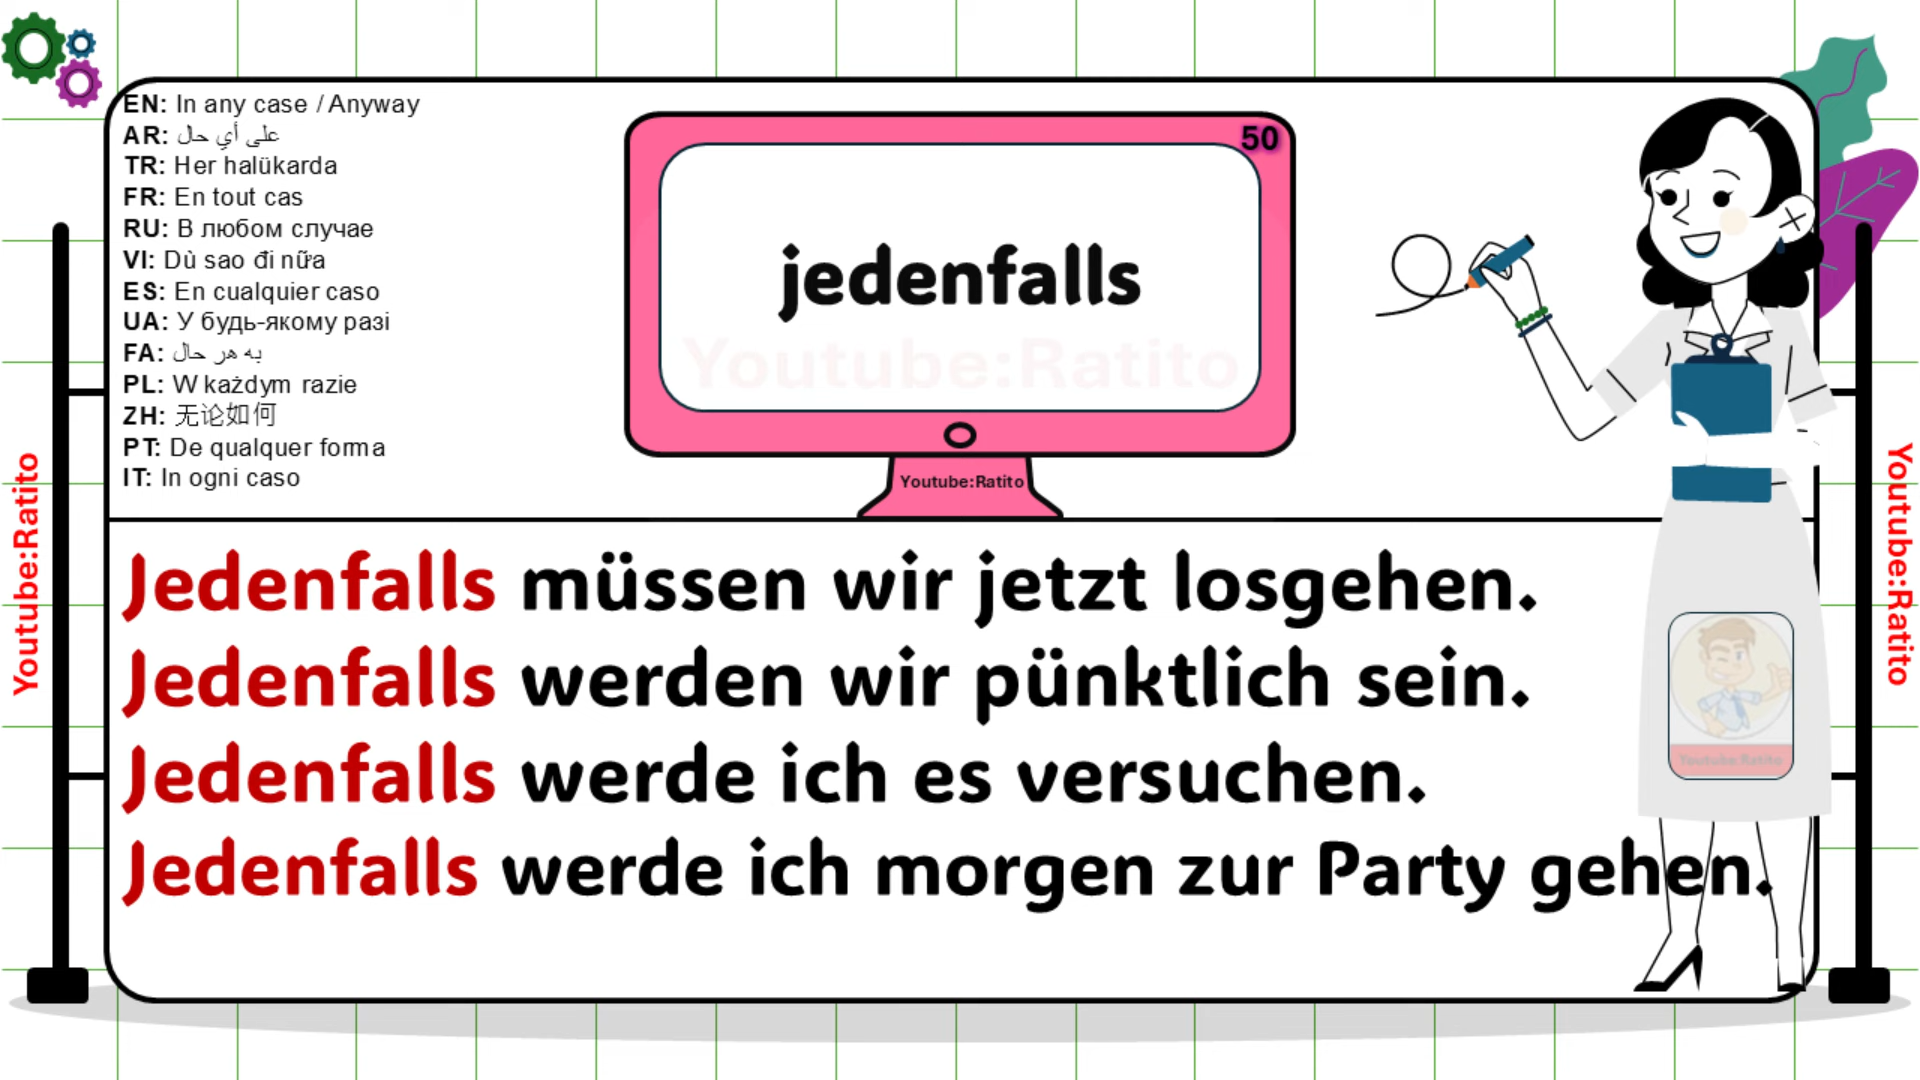 EN: In any case / Anyway
AR: على أي حال
TR: Her halükarda
FR: En tout cas
RU: В любом случае
VI: Dù sao đi nữa
ES: En cualquier caso
UA: У будь-якому разі
FA: به هر حال
PL: W każdym razie
ZH: 无论如何
PT: De qualquer forma
IT: In ogni caso
50
jedenfalls
Youtube:Ratito
Youtube:Ratito
Jedenfalls müssen wir jetzt losgehen.
Jedenfalls werden wir pünktlich sein.
Jedenfalls werde ich es versuchen.
Jedenfalls werde ich morgen zur Party gehen.
Youtube:Ratito
Youtube:Ratito
Youtube:Ratito